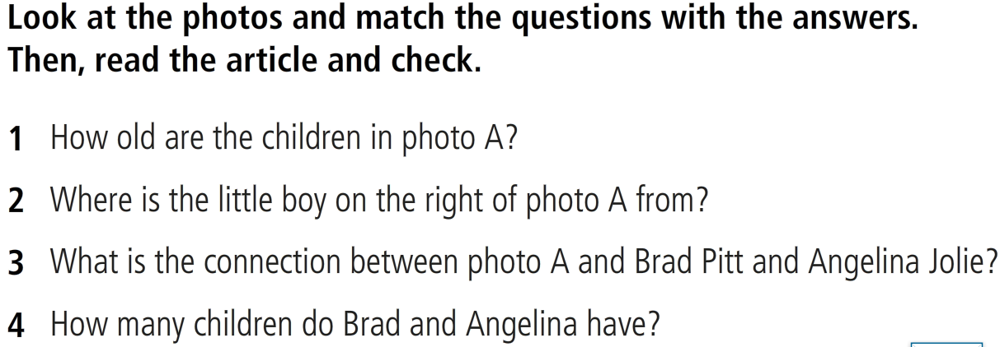 Look at the photos and match the questions with the answers.
Then, read the article and check.
1 How old are the children in photo A?
2 Where is the little boy on the right of photo A from?
3 What is the connection between photo A and Brad Pitt and Angelina Jolie?
4 How many children do Brad and Angelina have?